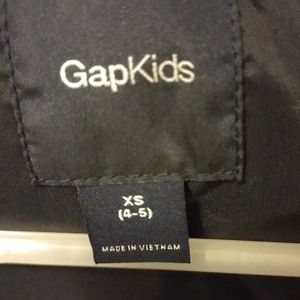 GapKids
XS
(4-5)
MADE IN VIETNAM